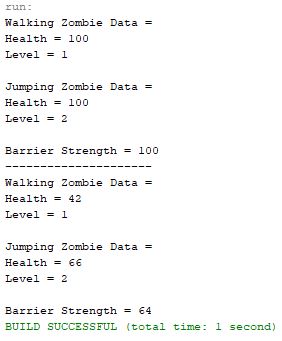 run:
Walking Zombie Data =
Health = 100
Level = 1
Jumping Zombie Data =
Health = 100
Level = 2
Barrier Strength = 100
---------------------
Walking Zombie Data =
Health = 42
Level = 1
Jumping Zombie Data =
Health = 66
Level = 2
Barrier Strength = 64
BUILD SUCCESSFUL (total time: 1 second)